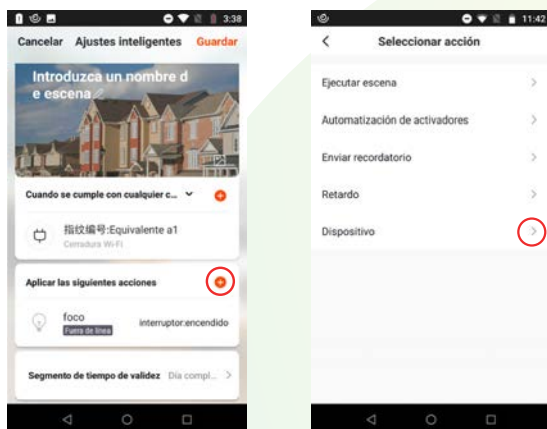 3:38
Cancelar Ajustes inteligentes Guardar
Introduzca un nombre d
e escena
Cuando se cumple con cualquier c...
指纹编号:Equivalente a1
Cerradura Wi-Fi
Aplicar las siguientes acciones
foco
Fuera de línea
interruptor:encendido
Segmento de tiempo de validez Día compl...
11:42
Seleccionar acción
Ejecutar escena
Automatización de activadores
Enviar recordatorio
Retardo
Dispositivo